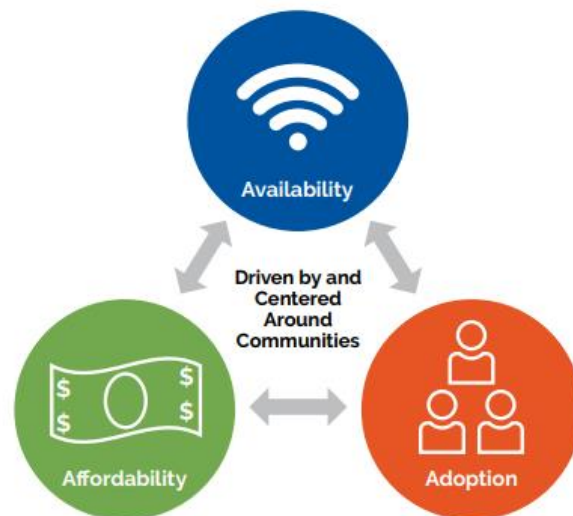 Availability
Driven by and
Centered
Around
Communities
$ $
$ $
Affordability
Adoption